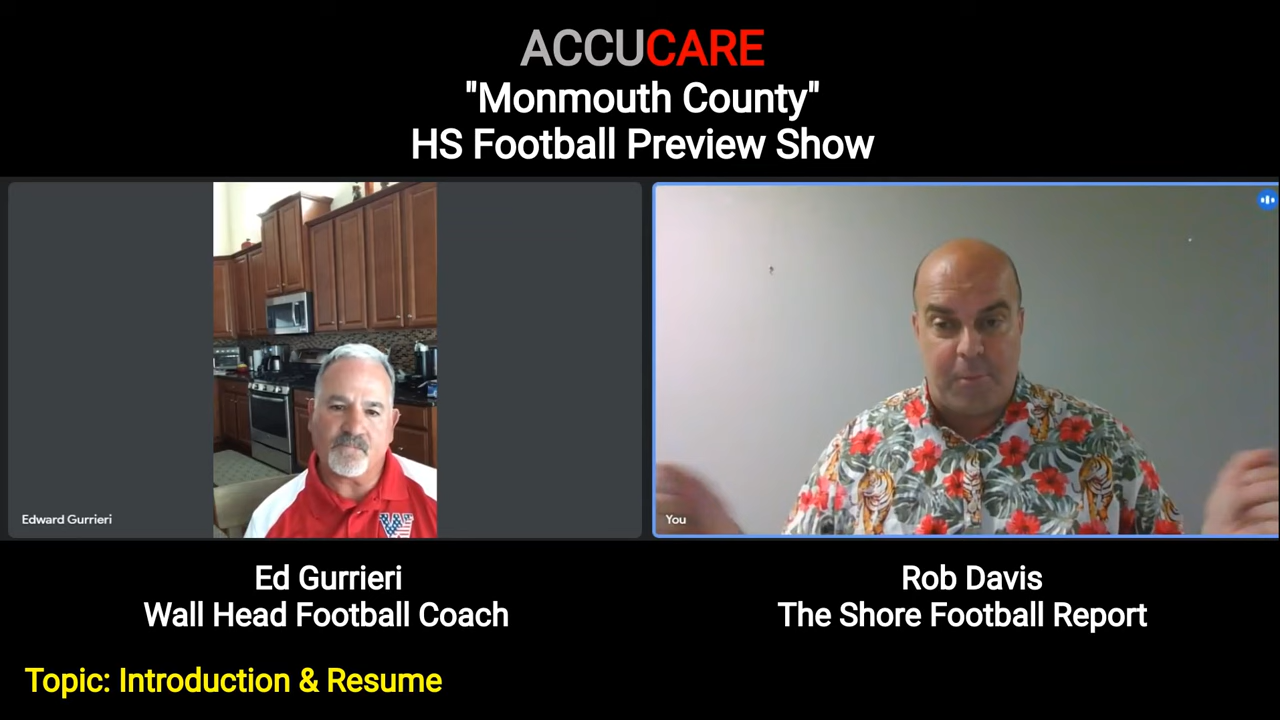 ACCUCARE
"Monmouth County"
HS Football Preview Show
W
Edward Gurrieri
You
Ed Gurrieri
Wall Head Football Coach
Rob Davis
The Shore Football Report
Topic: Introduction & Resume